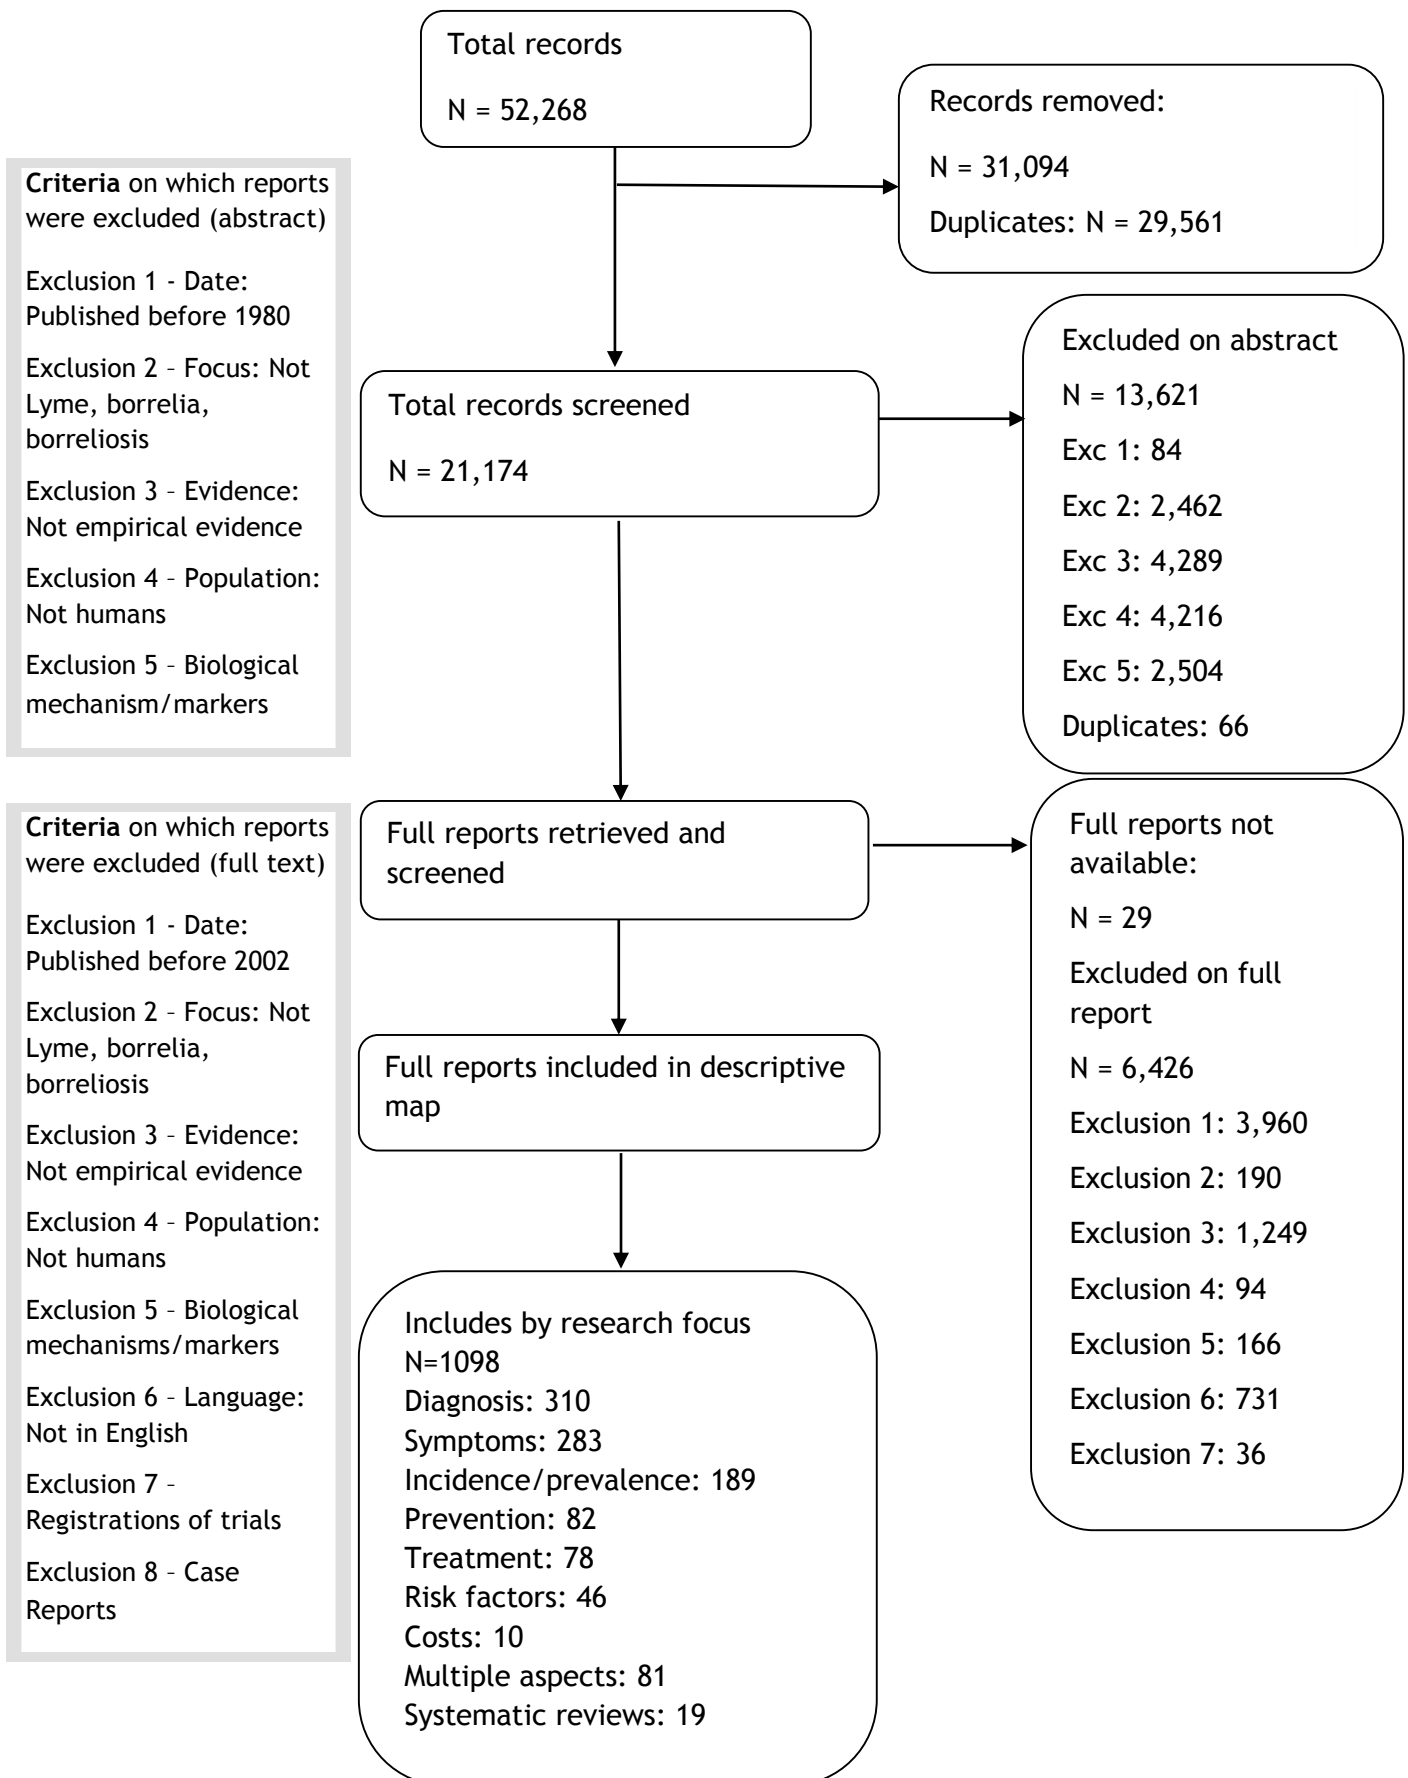 Total records
N = 52,268
Records removed:
N = 31,094
Duplicates: N = 29,561
Criteria on which reports
were excluded (abstract)
Exclusion 1 - Date:
Published before 1980
Exclusion 2 – Focus: Not
Lyme, borrelia,
borreliosis
Exclusion 3 – Evidence:
Not empirical evidence
Exclusion 4 – Population:
Not humans
Exclusion 5 – Biological
mechanism/markers
Total records screened
N = 21,174
Excluded on abstract
N = 13,621
Exc 1: 84
Exc 2: 2,462
Exc 3: 4,289
Exc 4: 4,216
Exc 5: 2,504
Duplicates: 66
Criteria on which reports
were excluded (full text)
Exclusion 1 - Date:
Published before 2002
Exclusion 2 – Focus: Not
Lyme, borrelia,
borreliosis
Exclusion 3 – Evidence:
Not empirical evidence
Exclusion 4 – Population:
Not humans
Exclusion 5 – Biological
mechanisms/markers
Exclusion 6 – Language:
Not in English
Exclusion 7 –
Registrations of trials
Exclusion 8 – Case
Reports
Full reports retrieved and
screened
Full reports not
available:
N = 29
Excluded on full
report
N = 6,426
Exclusion 1: 3,960
Exclusion 2: 190
Exclusion 3: 1,249
Exclusion 4: 94
Exclusion 5: 166
Exclusion 6: 731
Exclusion 7: 36
Full reports included in descriptive
map
Includes by research focus
N=1098
Diagnosis: 310
Symptoms: 283
Incidence/prevalence: 189
Prevention: 82
Treatment: 78
Risk factors: 46
Costs: 10
Multiple aspects: 81
Systematic reviews: 19